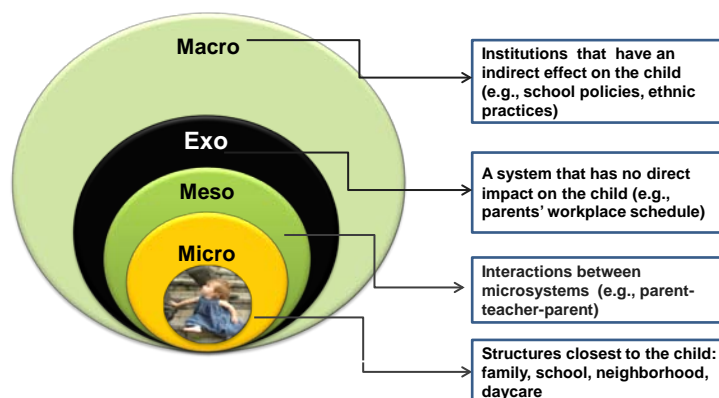 Macro
Institutions that have an
indirect effect on the child
(e.g., school policies, ethnic
practices)
Exo
A system that has no direct
impact on the child (e.g.,
parents’ workplace schedule)
Meso
Micro
Interactions between
microsystems (e.g., parent-
teacher-parent)
Structures closest to the child:
family, school, neighborhood,
daycare